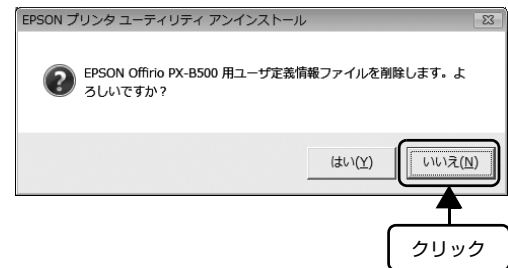 EPSON プリンタ ユーティリティ アンインストール
EPSON Offirio PX-B500 用ユーザ定義情報ファイルを削除します。よ
ろしいですか？
はい(Y) いいえ(N)
クリック